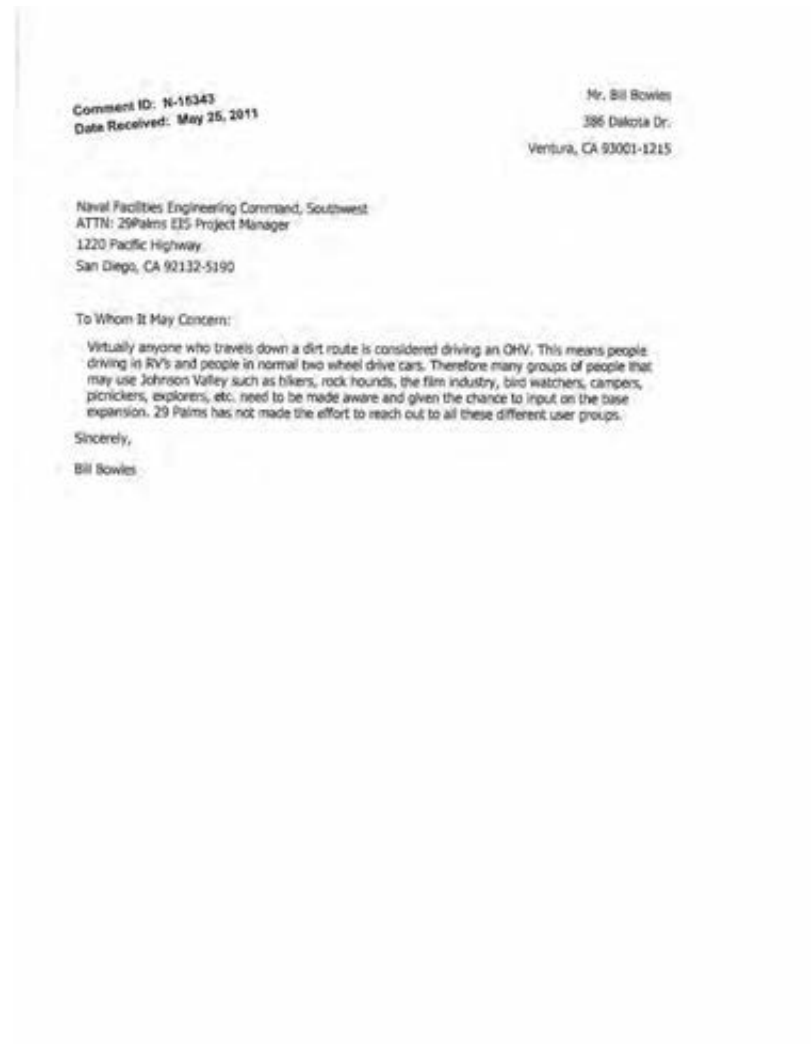 Comment ID: N-15343
Date Received: May 25, 2011
Mr. Bill Bowles
386 Dakota Dr.
Ventura, CA 93001-1215
Naval Facilities Engineering Command, Southwest
ATTN: 29Palms EIS Project Manager
1220 Pacific Highway
San Diego, CA 92132-5190
To Whom It May Concern:
Virtually anyone who travels down a dirt route is considered driving an OHV. This means people
driving in RV's and people in normal two wheel drive cars. Therefore many groups of people that
may use Johnson Valley such as hikers, rock hounds, the film industry, bird watchers, campers,
picnickers, explorers, etc. need to be made aware and given the chance to input on the base
expansion. 29 Palms has not made the effort to reach out to all these different user groups.
Sincerely,
Bill Bowles